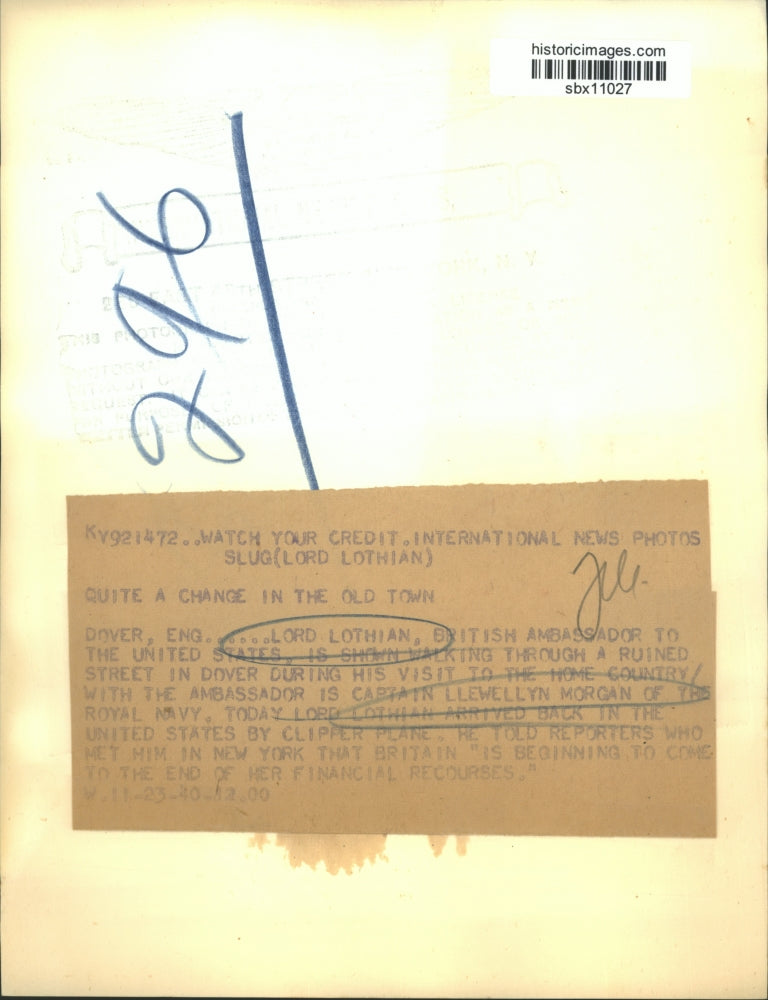 historicimages.com
sbx11027
296
KY921472..WATCH YOUR CREDIT.INTERNATIONAL NEWS PHOTOS
SLUG(LORD LOTHIAN)
QUITE A CHANGE IN THE OLD TOWN
DOVER, ENG.......LORD LOTHIAN, BRITISH AMBASSADOR TO
THE UNITED STATES, IS SHOWN WALKING THROUGH A RUINED
STREET IN DOVER DURING HIS VISIT TO THE HOME COUNTRY
WITH THE AMBASSADOR IS CAPTAIN LLEWELLYN MORGAN OF THE
ROYAL NAVY. TODAY LORD LOTHIAN ARRIVED BACK IN THE
UNITED STATES BY CLIPPER PLANE. HE TOLD REPORTERS WHO
MET HIM IN NEW YORK THAT BRITAIN "IS BEGINNING TO COME
TO THE END OF HER FINANCIAL RECOURSES."
W.11-23-40-12.00